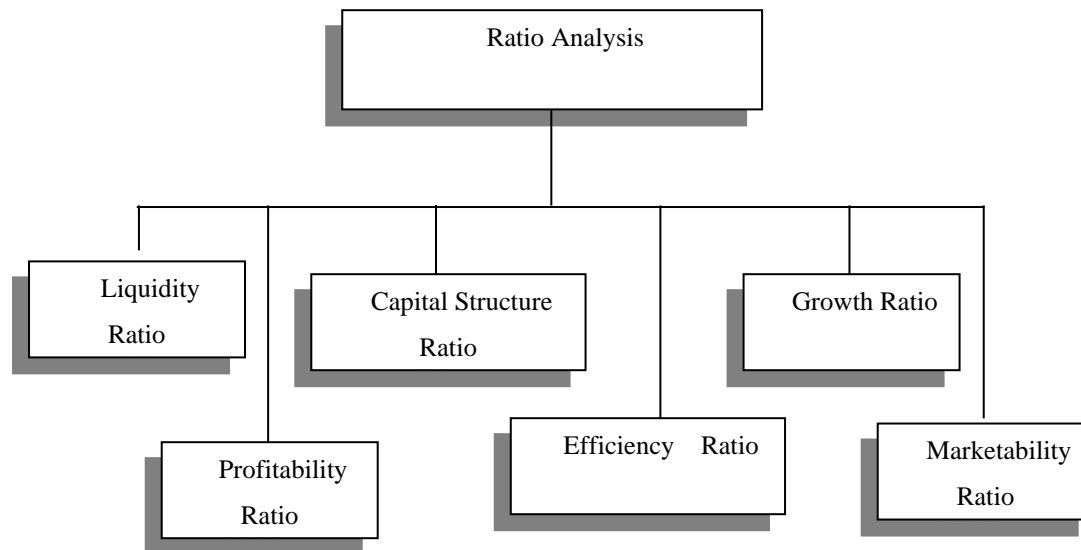 Ratio Analysis
Liquidity
Ratio
Capital Structure
Ratio
Growth Ratio
Profitability
Ratio
Efficiency Ratio
Marketability
Ratio